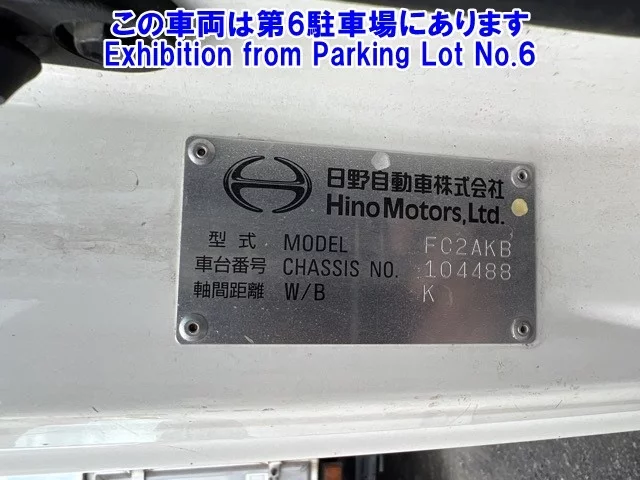 この車両は第6駐車場にあります
Exhibition from Parking Lot No.6
日野自動車株式会社
Hino Motors, Ltd.
型式 MODEL FC2AKB
車台番号 CHASSIS NO. 104488
軸間距離 W/B K